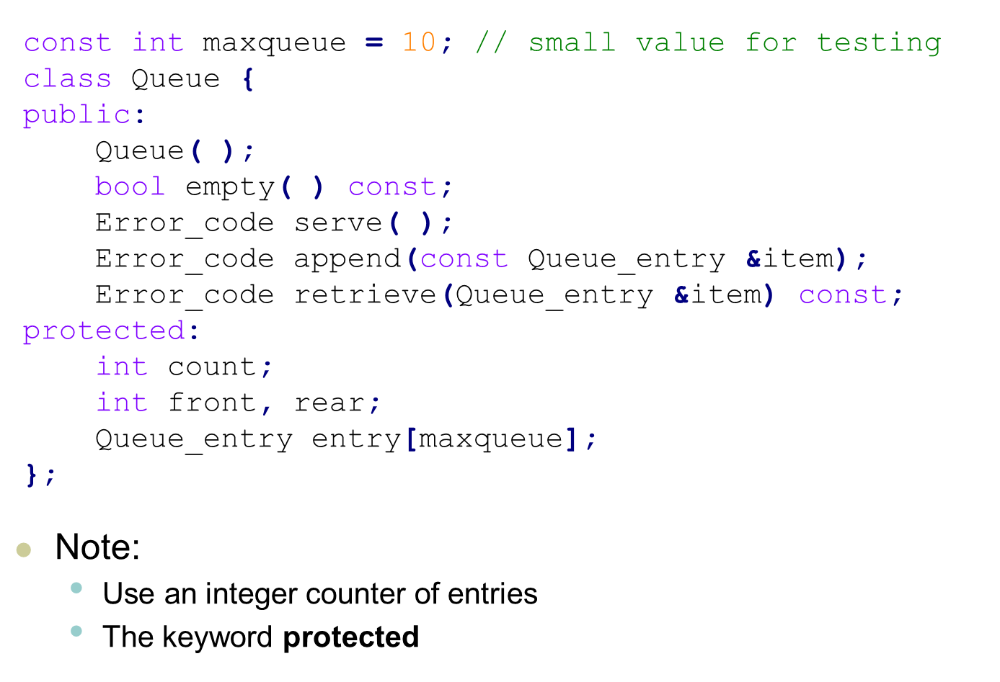 const int maxqueue = 10; // small value for testing
class Queue {
public:
    Queue( );
    bool empty( ) const;
    Error_code serve( );
    Error_code append(const Queue_entry &item);
    Error_code retrieve(Queue_entry &item) const;
protected:
    int count;
    int front, rear;
    Queue_entry entry[maxqueue];
};
Note:
Use an integer counter of entries
The keyword protected